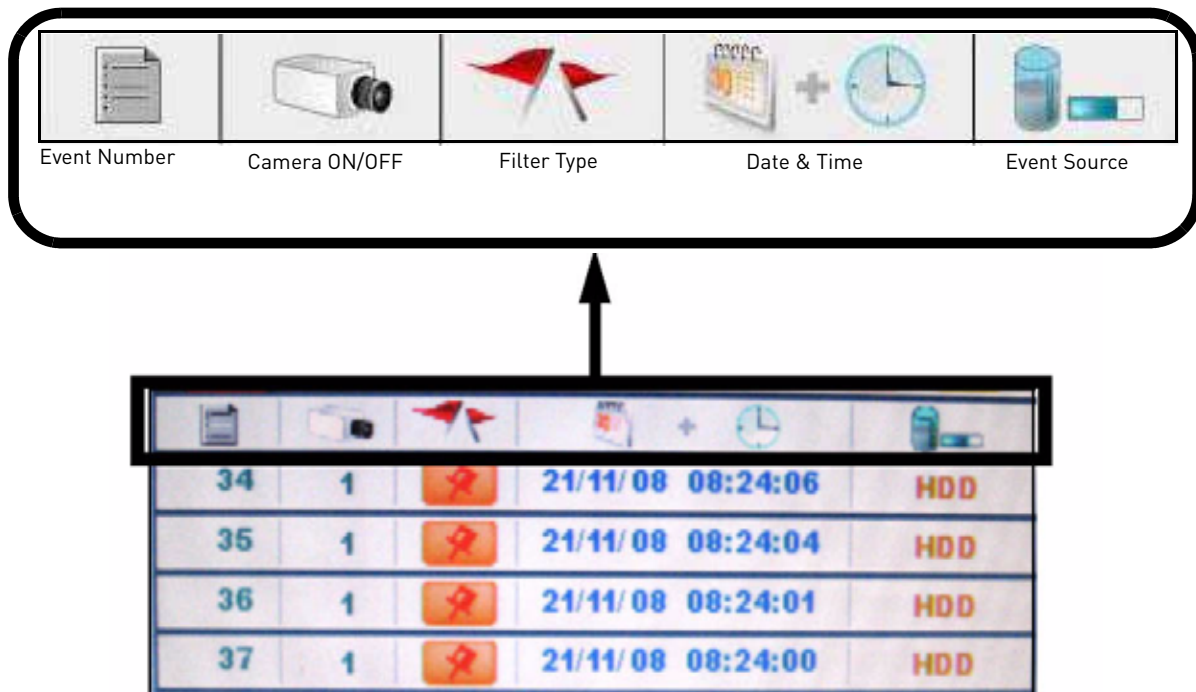 Event Number Camera ON/OFF Filter Type Date & Time Event Source
34 1 21/11/08 08:24:06 HDD
35 1 21/11/08 08:24:04 HDD
36 1 21/11/08 08:24:01 HDD
37 1 21/11/08 08:24:00 HDD